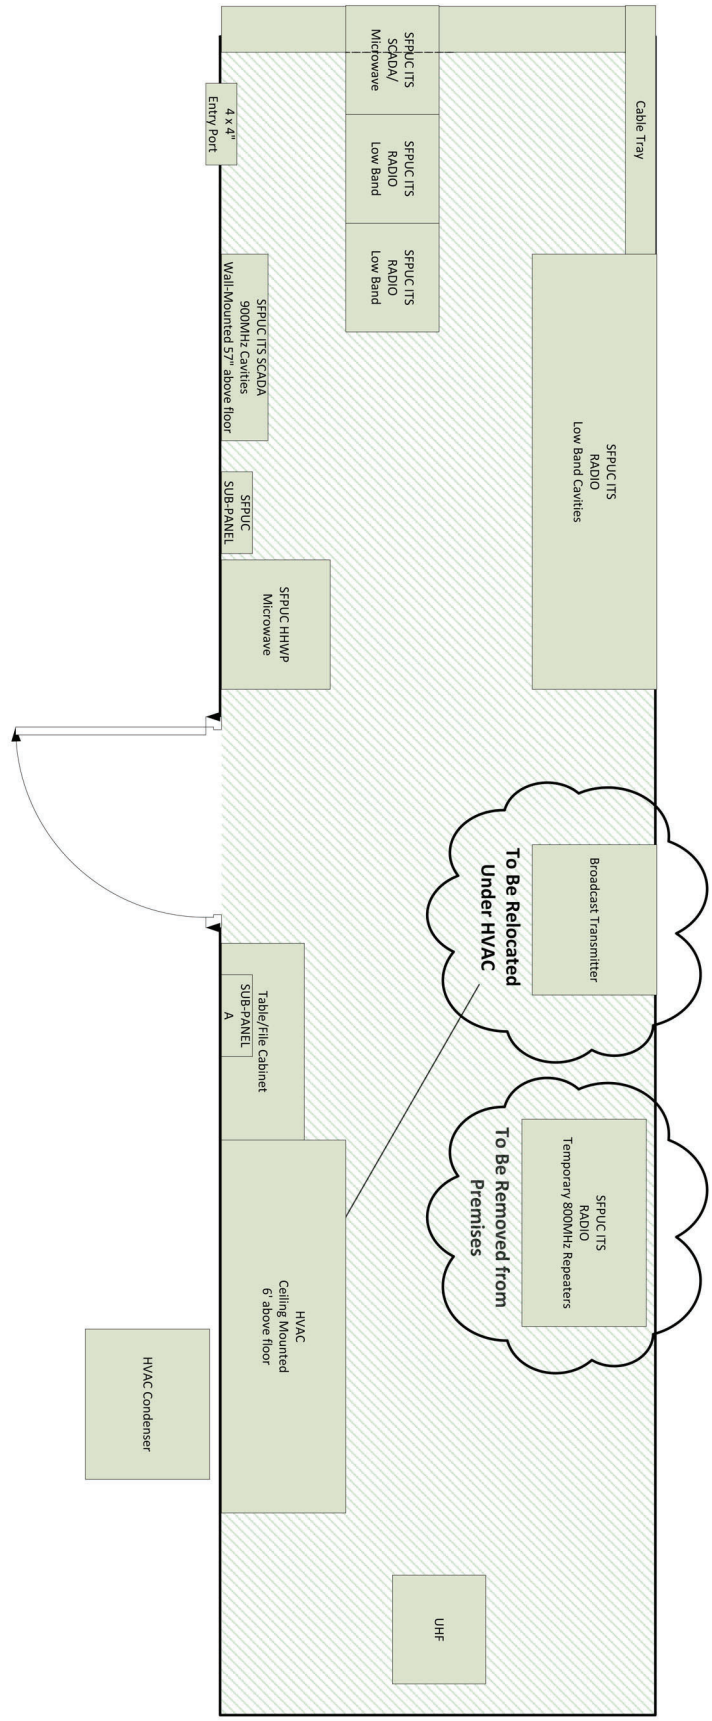 Cable Tray
SFPUC ITS
SCADA/
Microwave
SFPUC ITS
RADIO
Low Band
SFPUC ITS
RADIO
Low Band
4 x 4"
Entry Port
SFPUC ITS SCADA
900MHz Cavities
Wall-Mounted 57" above floor
SFPUC ITS
RADIO
Low Band Cavities
SFPUC
SUB-PANEL
SFPUC HHWP
Microwave
Broadcast Transmitter
To Be Relocated
Under HVAC
Table/File Cabinet
SUB-PANEL
A
SFPUC ITS
RADIO
Temporary 800MHz Repeaters
To Be Removed from
Premises
HVAC
Ceiling Mounted
6' above floor
HVAC Condenser
UHF